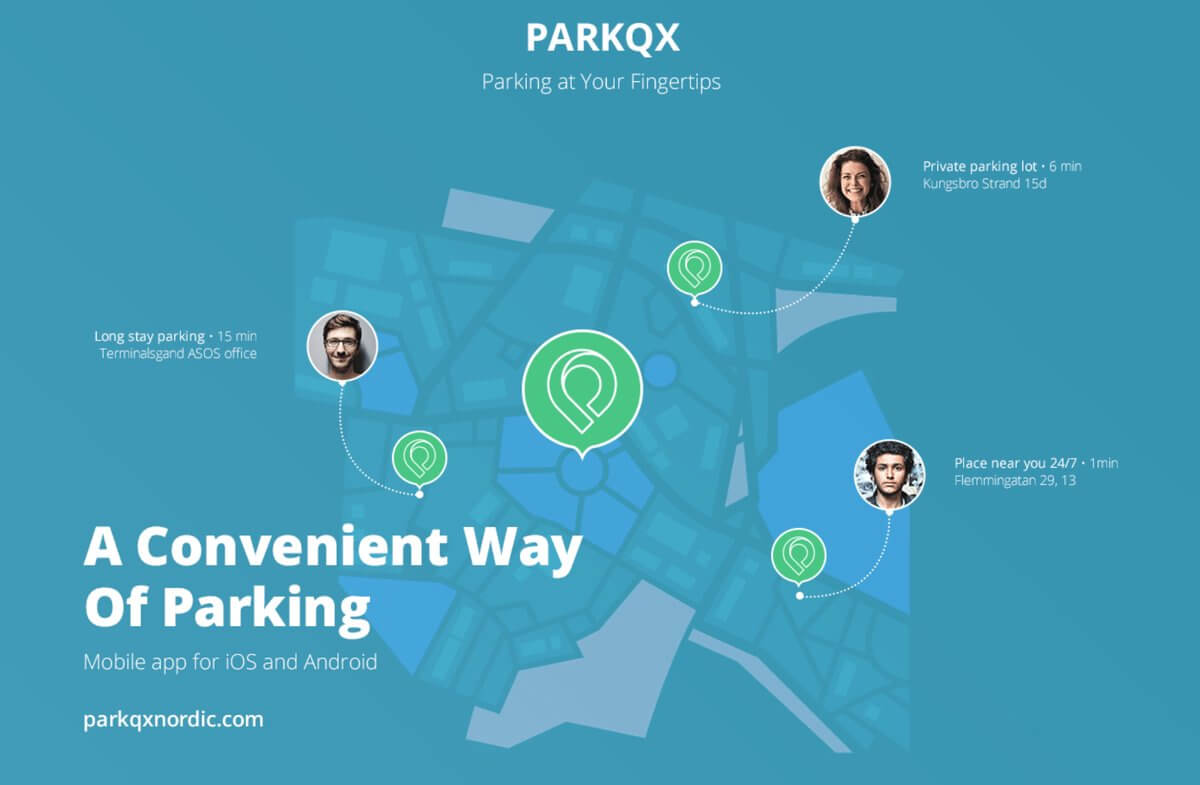 PARKQX
Parking at Your Fingertips
Private parking lot • 6 min
Kungsbro Strand 15d
Long stay parking • 15 min
Terminalsgand ASOS office
Place near you 24/7 • 1min
Flemmingatan 29, 13
A Convenient Way
Of Parking
Mobile app for iOS and Android
parkqxnordic.com